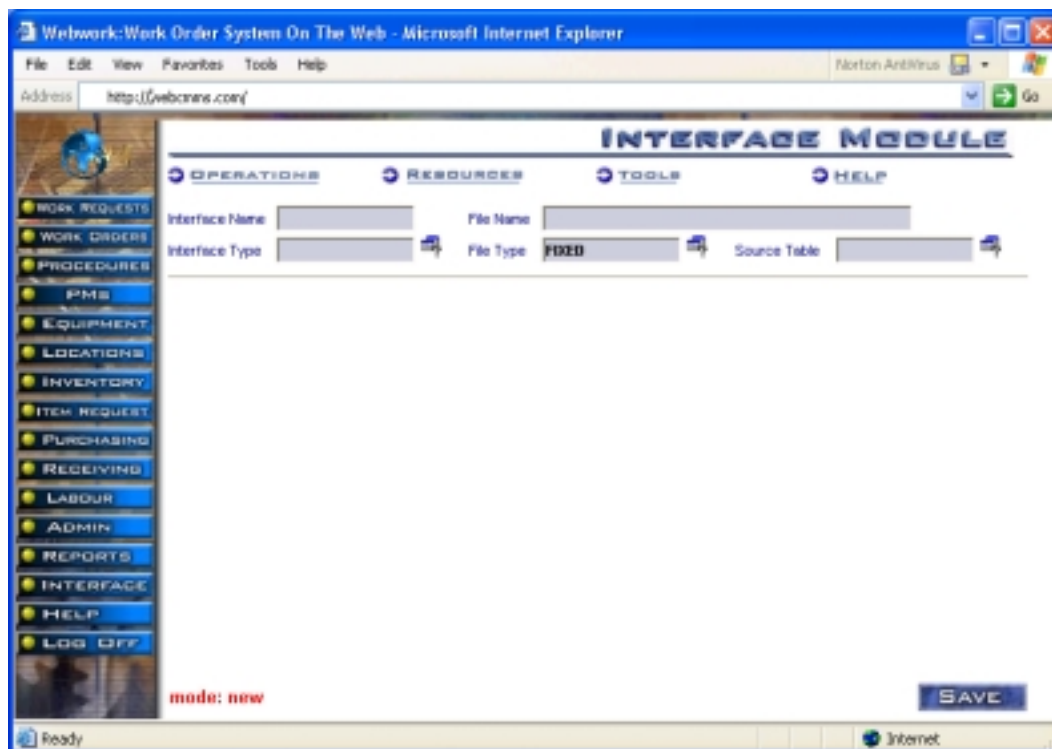 Webwork:Work Order System On The Web - Microsoft Internet Explorer
File Edit View Favorites Tools Help Norton AntiVirus
Address http://webcmms.com/ Go
INTERFACE MODULE
OPERATIONS RESOURCES TOOLS HELP
WORK REQUESTS
WORK ORDERS
PROCEDURES
PMS
EQUIPMENT
LOCATIONS
INVENTORY
ITEM REQUEST
PURCHASING
RECEIVING
LABOUR
ADMIN
REPORTS
INTERFACE
HELP
LOG OFF
Interface Name File Name
Interface Type File Type FIXED Source Table
mode: new SAVE
Ready Internet